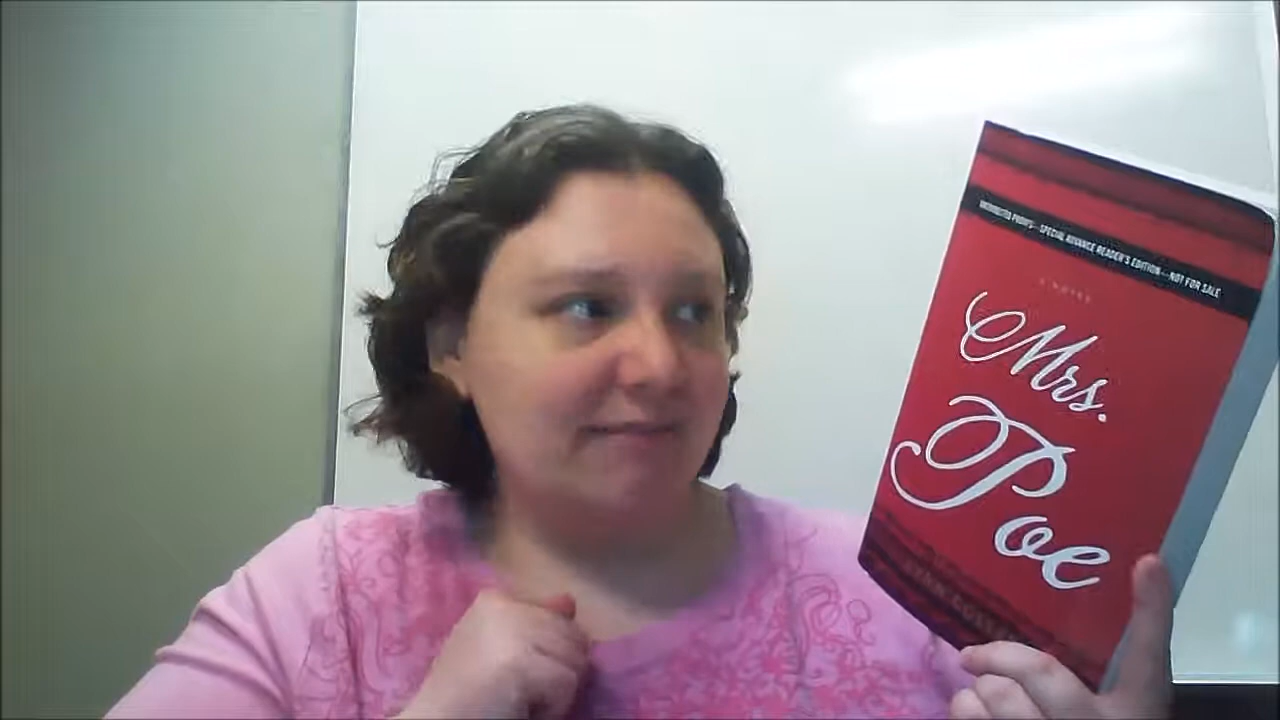 UNCORRECTED PROOFS—SPECIAL ADVANCE READER'S EDITION—NOT FOR SALE
A NOVEL
Mrs.
Poe